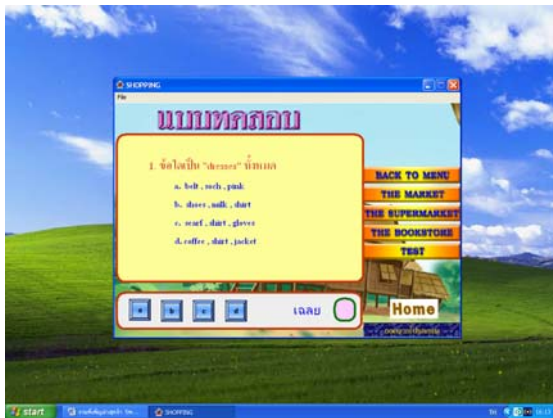 SHOPPING
File
แบบทดสอบ
1. ข้อใดเป็น "dresses" ทั้งหมด
a. belt , sock , pink
b. shoes , milk , shirt
c. scarf , shirt , gloves
d. coffee , shirt , jacket
BACK TO MENU
THE MARKET
THE SUPERMARKET
THE BOOKSTORE
TEST
เฉลย
Home
start
SHOPPING